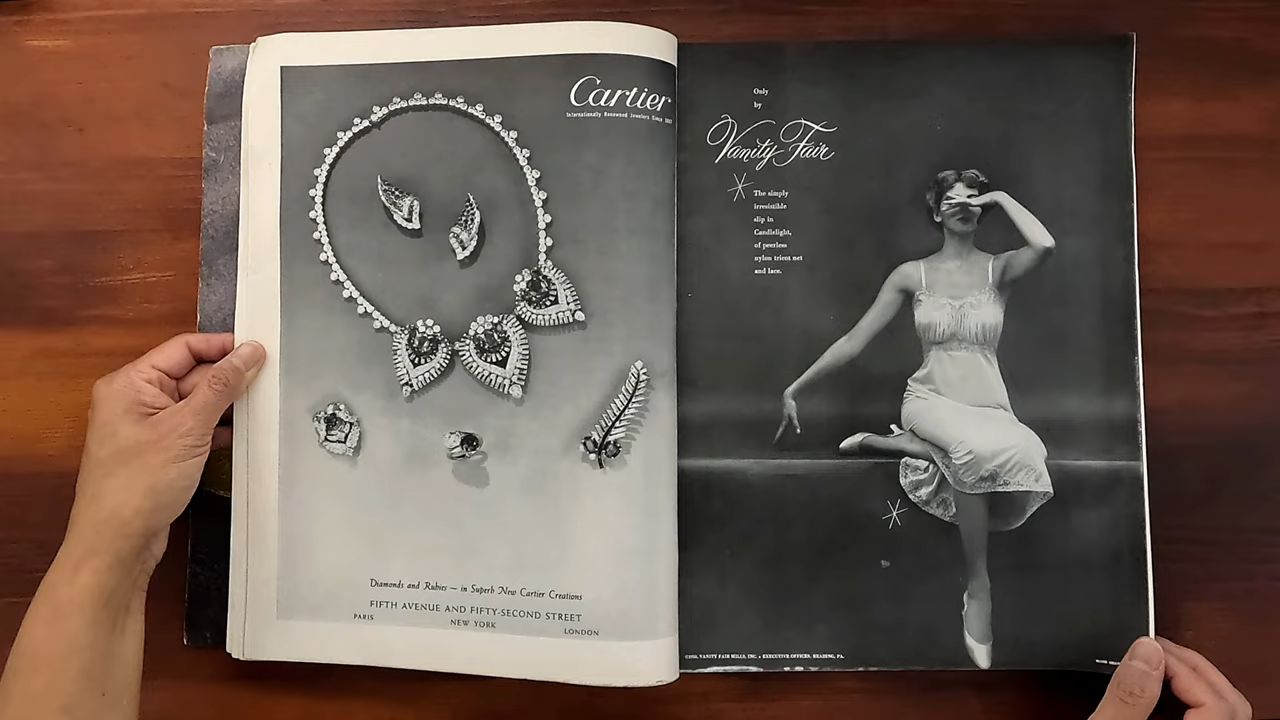 Cartier
Internationally Renowned Jewelers Since
Diamonds and Rubies — in Superb New Cartier Creations
FIFTH AVENUE AND FIFTY-SECOND STREET
PARIS NEW YORK LONDON
Only
by
Vanity Fair
The simply
irresistible
slip in
Candlelight,
of peerless
nylon tricot net
and lace.
VANITY FAIR MILLS, INC. • EXECUTIVE OFFICES, READING, PA.